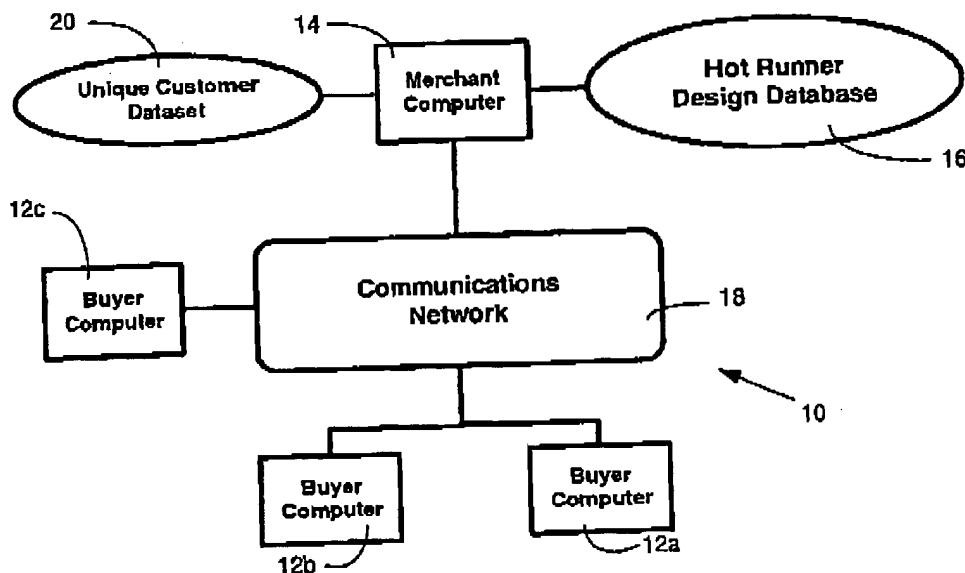 20
14
Unique Customer
Dataset
Merchant
Computer
Hot Runner
Design Database
16
12c
Buyer
Computer
Communications
Network
18
10
Buyer
Computer
12b
Buyer
Computer
12a